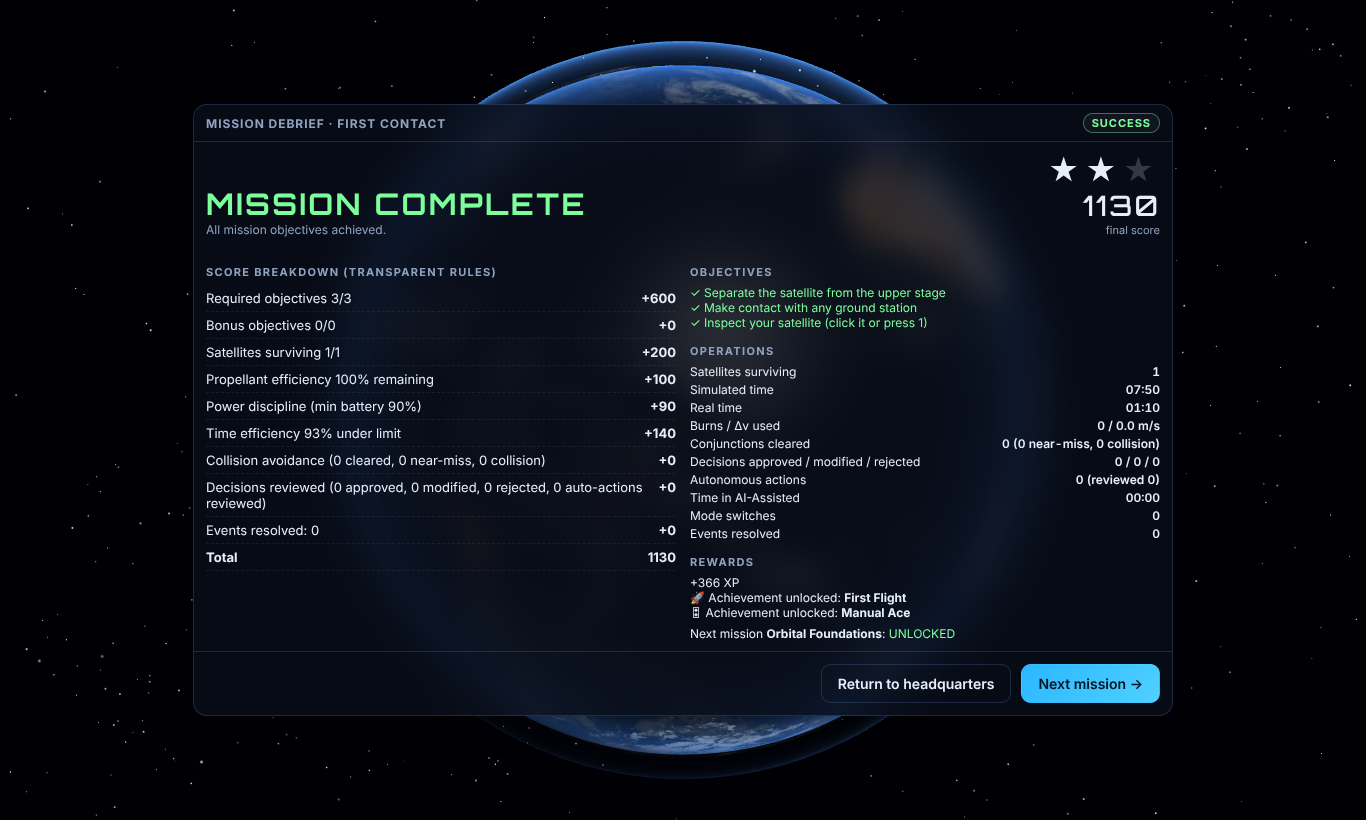 MISSION DEBRIEF · FIRST CONTACT
SUCCESS
★ ★ ★
MISSION COMPLETE
All mission objectives achieved.
1130
final score
SCORE BREAKDOWN (TRANSPARENT RULES)
Required objectives 3/3 +600
Bonus objectives 0/0 +0
Satellites surviving 1/1 +200
Propellant efficiency 100% remaining +100
Power discipline (min battery 90%) +90
Time efficiency 93% under limit +140
Collision avoidance (0 cleared, 0 near-miss, 0 collision) +0
Decisions reviewed (0 approved, 0 modified, 0 rejected, 0 auto-actions +0
reviewed)
Events resolved: 0 +0
Total 1130
OBJECTIVES
✓ Separate the satellite from the upper stage
✓ Make contact with any ground station
✓ Inspect your satellite (click it or press 1)
OPERATIONS
Satellites surviving 1
Simulated time 07:50
Real time 01:10
Burns / Δv used 0 / 0.0 m/s
Conjunctions cleared 0 (0 near-miss, 0 collision)
Decisions approved / modified / rejected 0 / 0 / 0
Autonomous actions 0 (reviewed 0)
Time in AI-Assisted 00:00
Mode switches 0
Events resolved 0
REWARDS
+366 XP
🚀 Achievement unlocked: First Flight
🎛 Achievement unlocked: Manual Ace
Next mission Orbital Foundations: UNLOCKED
Return to headquarters
Next mission →